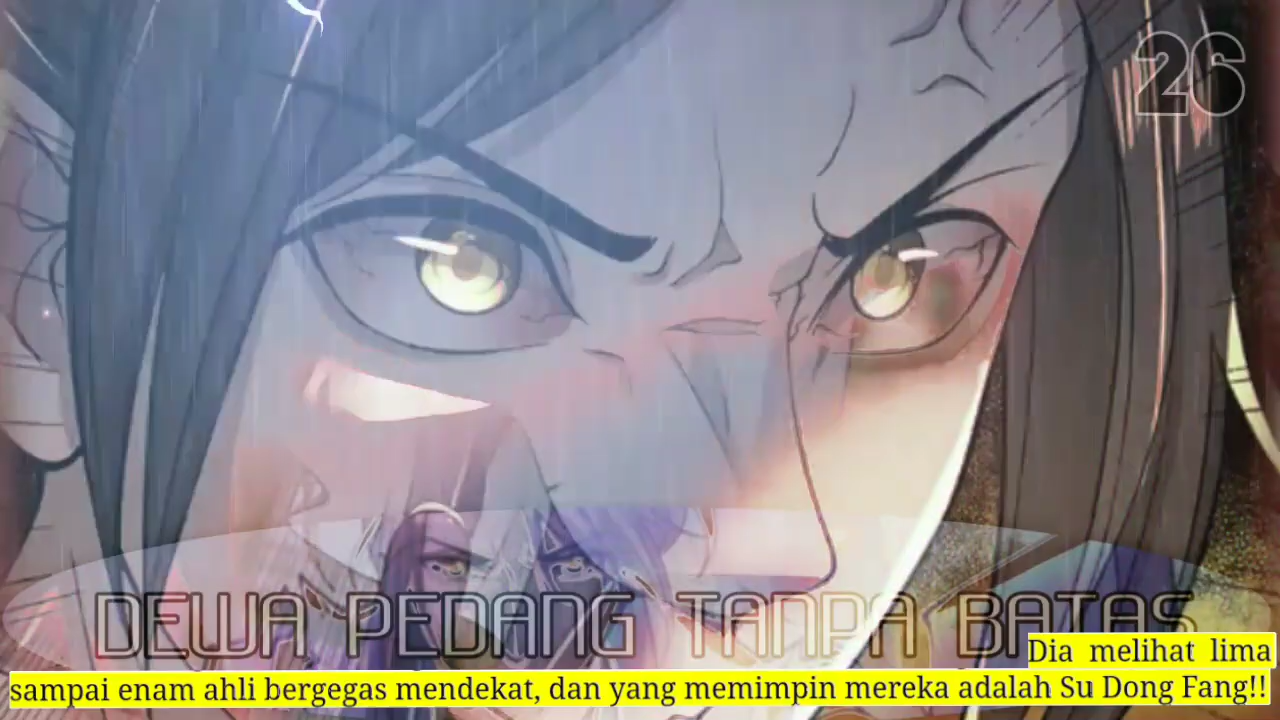 26
DEWA PEDANG TANPA BATAS
Dia melihat lima
sampai enam ahli bergegas mendekat, dan yang memimpin mereka adalah Su Dong Fang!!